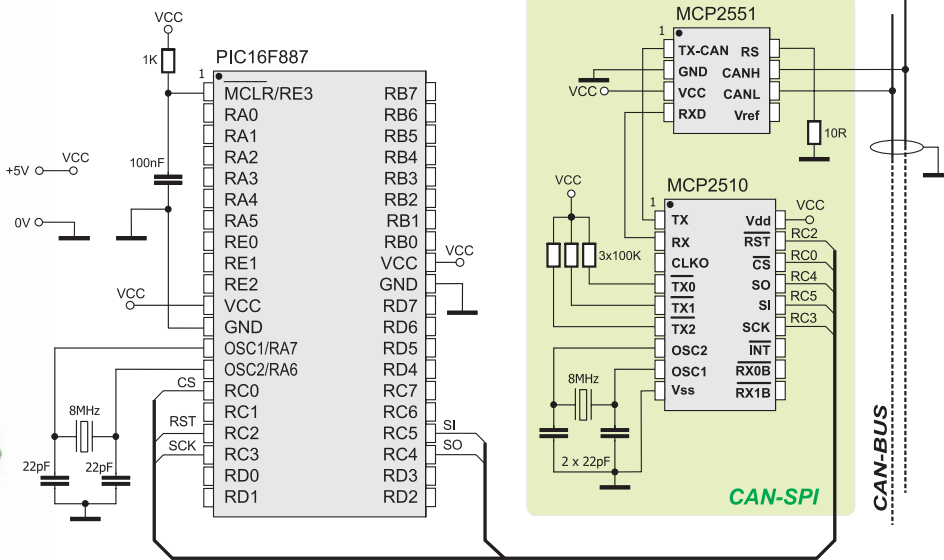 VCC
1K
PIC16F887
1
MCLR/RE3
RA0
RA1
RA2
RA3
RA4
RA5
RE0
RE1
RE2
VCC
GND
OSC1/RA7
OSC2/RA6
RC0
RC1
RC2
RC3
RD0
RD1
RB7
RB6
RB5
RB4
RB3
RB2
RB1
RB0
VCC
GND
RD7
RD6
RD5
RD4
RC7
RC6
RC5
RC4
RD3
RD2
100nF
+5V
VCC
0V
VCC
VCC
CS
RST
SCK
SI
SO
8MHz
22pF
22pF
MCP2551
1
TX-CAN
GND
VCC
RXD
RS
CANH
CANL
Vref
VCC
10R
MCP2510
1
TX
RX
CLKO
TX0
TX1
TX2
OSC2
OSC1
Vss
Vdd
RST
CS
SO
SI
SCK
INT
RX0B
RX1B
VCC
RC2
RC0
RC4
RC5
RC3
VCC
3x100K
8MHz
2 x 22pF
CAN-SPI
CAN-BUS